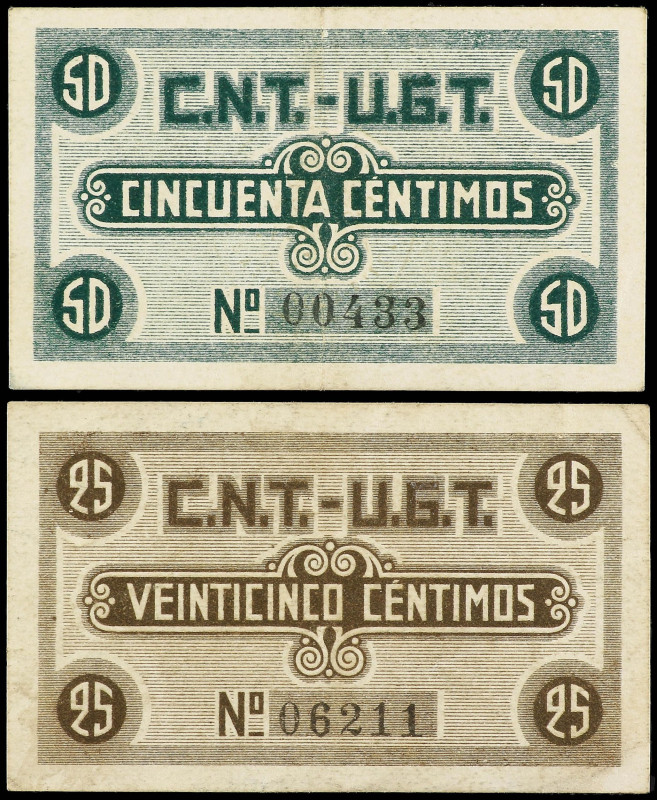 50 50
C.N.T. - U.G.T.
CINCUENTA CÉNTIMOS
50 Nº 00433 50
25 25
C.N.T. - U.G.T.
VEINTICINCO CÉNTIMOS
25 Nº 06211 25